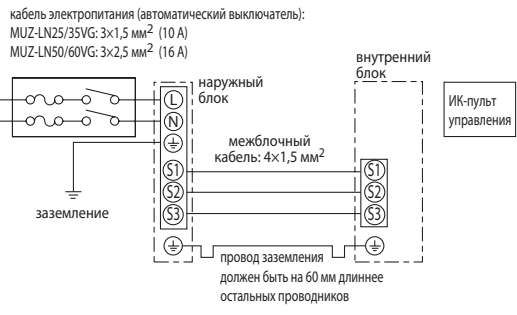 кабель электропитания (автоматический выключатель):
MUZ-LN25/35VG: 3×1,5 мм² (10 А)
MUZ-LN50/60VG: 3×2,5 мм² (16 А)
наружный
блок
внутренний
блок
ИК-пульт
управления
L
N
межблочный
кабель: 4×1,5 мм²
S1
S1
S2
S2
S3
S3
заземление
провод заземления
должен быть на 60 мм длиннее
остальных проводников